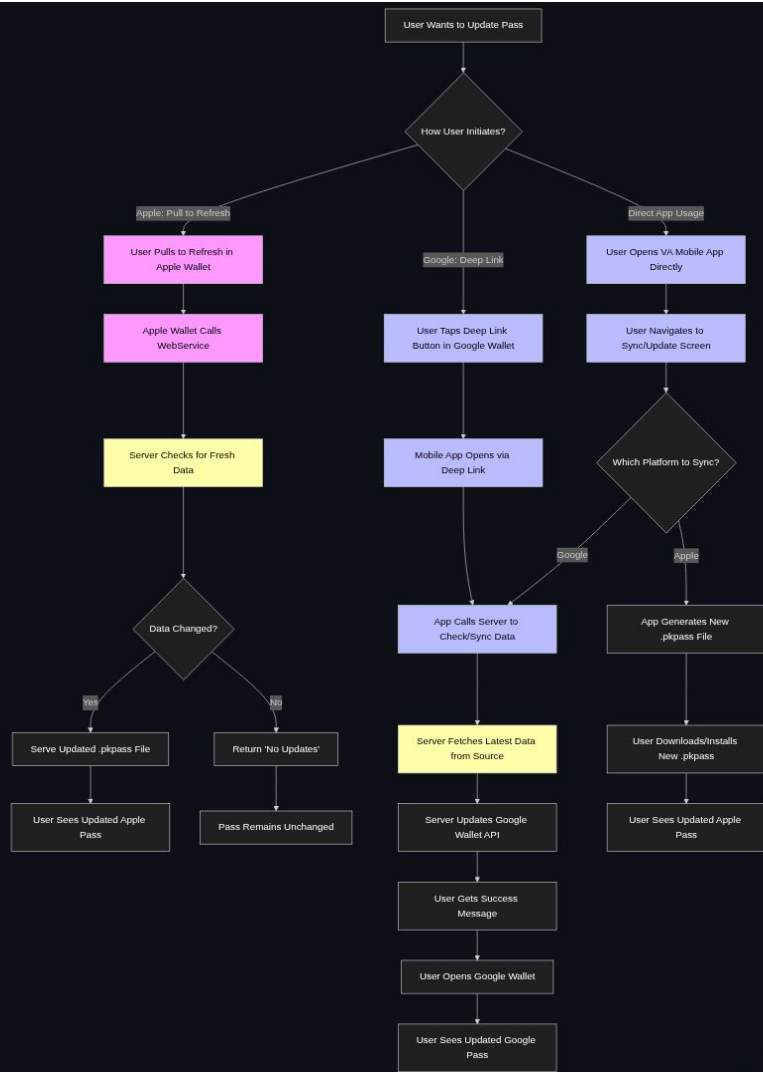 User Wants to Update Pass
How User Initiates?
Apple: Pull to Refresh
Direct App Usage
User Pulls to Refresh in
Apple Wallet
Google: Deep Link
User Opens VA Mobile App
Directly
Apple Wallet Calls
WebService
User Taps Deep Link
Button in Google Wallet
User Navigates to
Sync/Update Screen
Server Checks for Fresh
Data
Mobile App Opens via
Deep Link
Which Platform to Sync?
Google
Apple
Data Changed?
App Calls Server to
Check/Sync Data
App Generates New
.pkpass File
Yes
No
Serve Updated .pkpass File
Return 'No Updates'
Server Fetches Latest Data
from Source
User Downloads/Installs
New .pkpass
User Sees Updated Apple
Pass
Pass Remains Unchanged
Server Updates Google
Wallet API
User Sees Updated Apple
Pass
User Gets Success
Message
User Opens Google Wallet
User Sees Updated Google
Pass